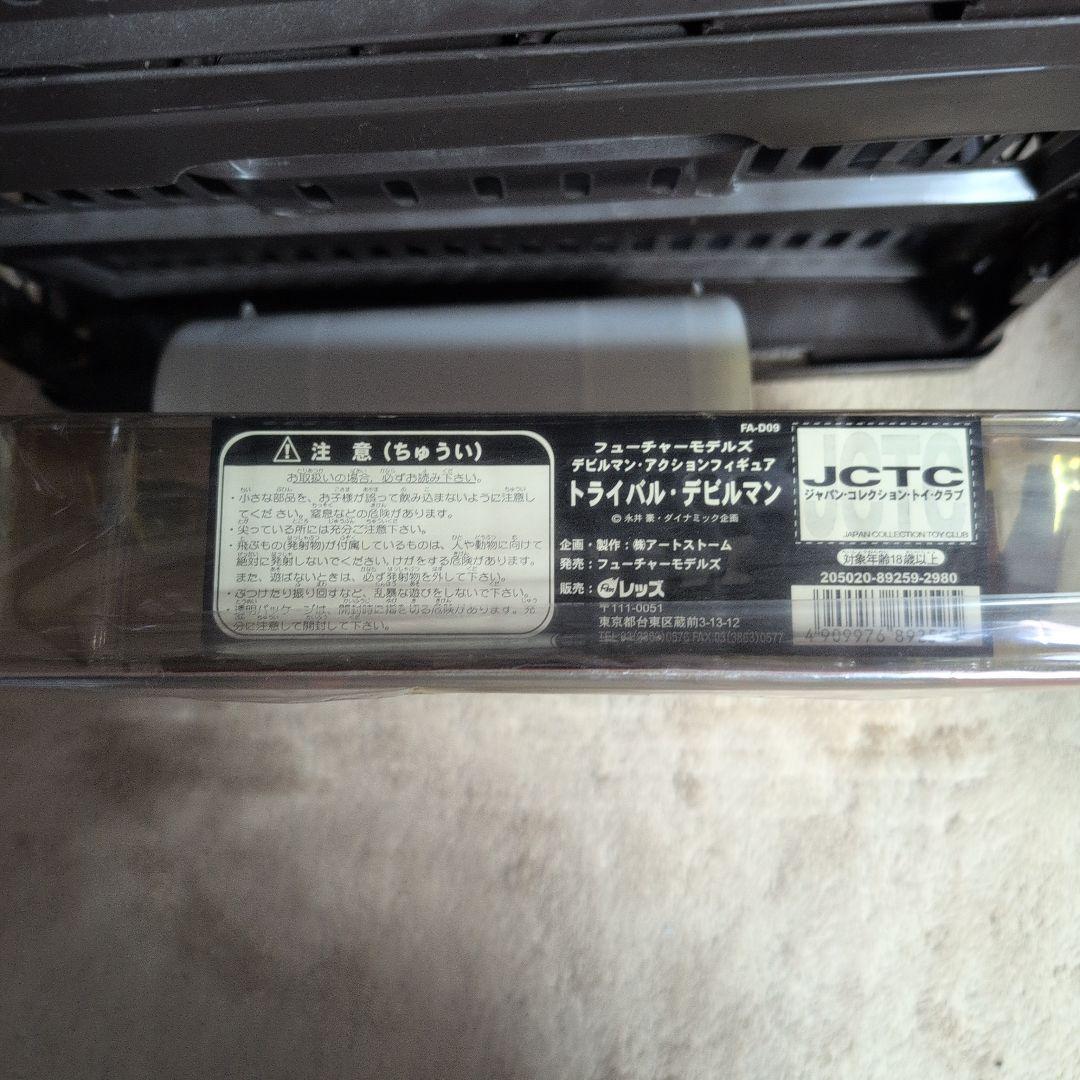 注 意 (ちゅうい)
お取扱いの場合、必ずお読み下さい。
・小さな部品を、お子様が誤って飲み込まないように注意し
てください。窒息などの危険があります。
・尖っている所には充分ご注意下さい。
・飛ぶもの(発射物)が付属しているものは、人や動物に向けて
絶対に発射しないでください。けがをする危険があります。
また、遊ばないときは、必ず発射物を外して下さい。
・ぶつけたり振り回すなど、乱暴な遊びをしないで下さい。
・透明パッケージは、開封時に指を切る危険があります。充
分に注意して開封して下さい。
FA-D09
フューチャーモデルズ
デビルマン・アクションフィギュア
トライバル・デビルマン
© 永井 豪・ダイナミック企画
企画・製作：㈱アートストーム
発売：フューチャーモデルズ
販売：レッズ
〒111-0051
東京都台東区蔵前3-13-12
TEL 03(3863)0576 FAX 03(3863)0577
JCTC
ジャパン・コレクション・トイ・クラブ
JAPAN COLLECTION TOY CLUB
対象年齢18歳以上
205020-89259-2980